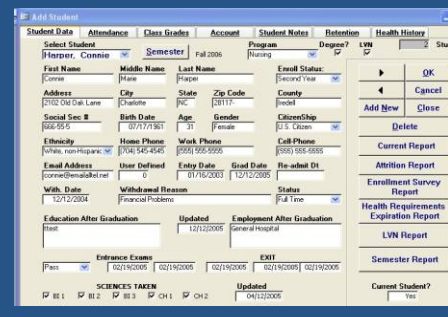 Add Student
Student Data Attendance Class Grades Account Student Notes Retention Health History
Select Student Program Degree? LVN 2 Stu
Harper, Connie Semester Fall 2006 Nursing
First Name Middle Name Last Name Enroll Status:
Connie Marie Harper Second Year
OK
Address City State Zip Code County
2102 Old Oak Lane Charlotte NC 28117- Iredell
Cancel
Add New Close
Social Sec # Birth Date Age Gender CitizenShip
666-55-5 07/17/1961 31 Female U.S. Citizen
Delete
Ethnicity Home Phone Work Phone Cell-Phone
White, non-Hispanic (704) 545-4545 (555) 555-5555 (555) 555-5555
Current Report
Email Address User Defined Entry Date Grad Date Re-admit Dt
connie@emailalltel.net 0 01/16/2003 12/12/2005
Attrition Report
Enrollment Survey
Report
With. Date Withdrawal Reason Status
12/12/2004 Financial Problems Full Time
Health Requirements
Expiration Report
Education After Graduation Updated Employment After Graduation
ttest 12/12/2005 General Hospital
LVN Report
Entrance Exams EXIT
Pass 02/19/2005 02/19/2005 02/19/2005 02/19/2005
Semester Report
SCIENCES TAKEN Updated Current Student?
BI 1 BI 2 BI 3 CH 1 CH 2 04/12/2005 Yes